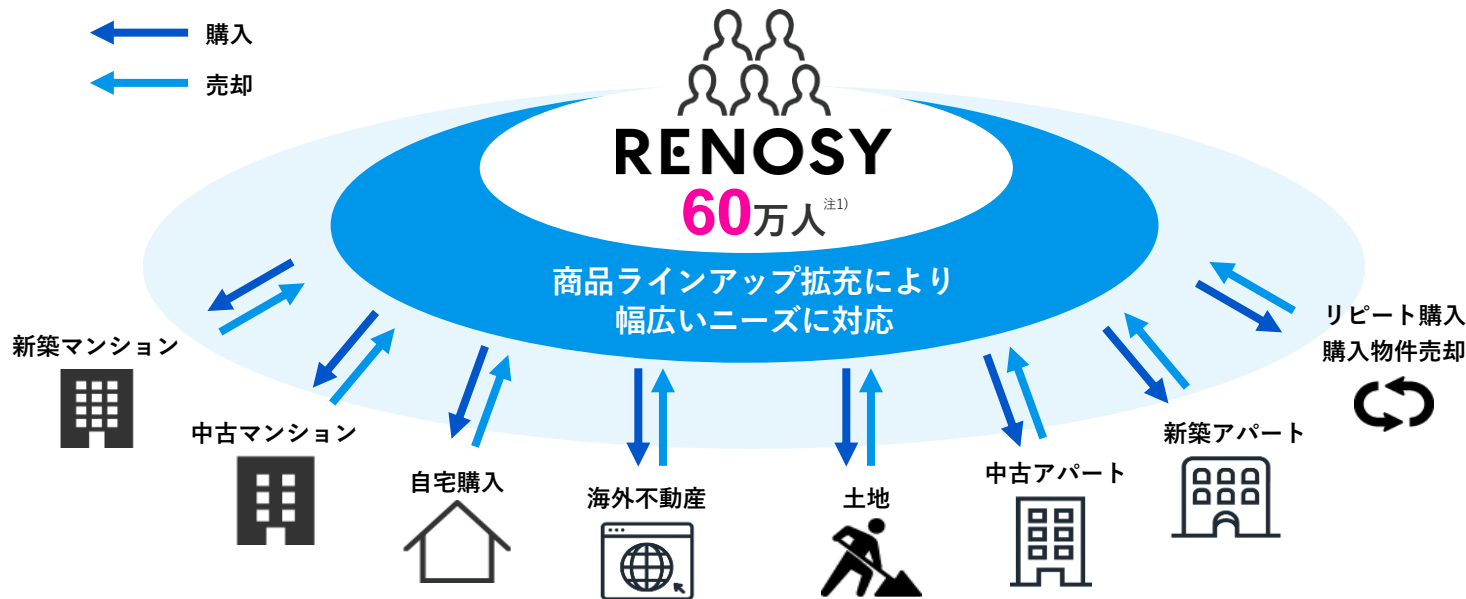 購入
売却
RENOSY
60万人注1)
商品ラインアップ拡充により
幅広いニーズに対応
新築マンション
中古マンション
自宅購入
海外不動産
土地
中古アパート
新築アパート
リピート購入
購入物件売却